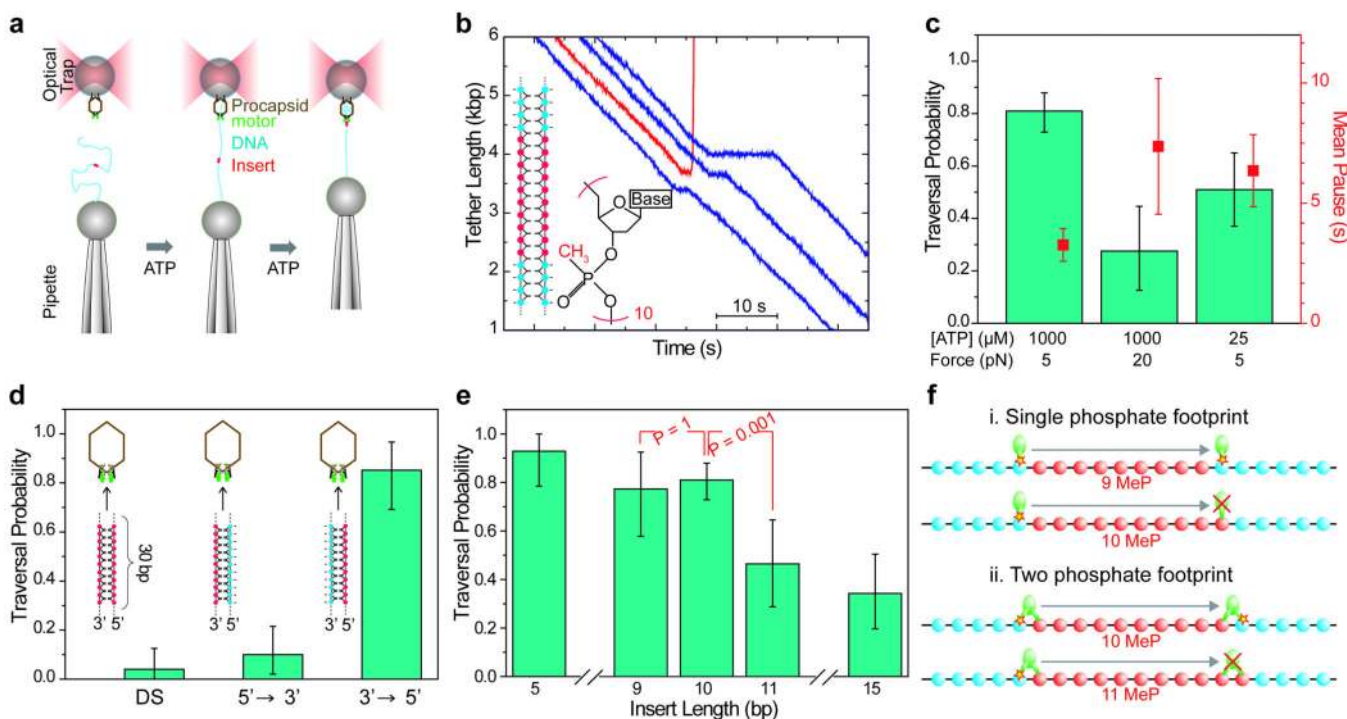 a
Optical
Trap
Procapsid
motor
DNA
Insert
Pipette
ATP
ATP
b
Tether Length (kbp)
6
5
4
3
2
1
Base
O
CH3
O
P
O
O
10
10 s
Time (s)
c
Traversal Probability
1.0
0.8
0.6
0.4
0.2
0.0
10
5
0
Mean Pause (s)
[ATP] (µM) 1000 1000 25
Force (pN) 5 20 5
d
Traversal Probability
1.0
0.8
0.6
0.4
0.2
0.0
30 bp
3' 5' 3' 5' 3' 5'
DS 5' → 3' 3' → 5'
e
Traversal Probability
1.0
0.8
0.6
0.4
0.2
0.0
P = 1
P = 0.001
5 9 10 11 15
Insert Length (bp)
f
i. Single phosphate footprint
9 MeP
10 MeP
ii. Two phosphate footprint
10 MeP
11 MeP